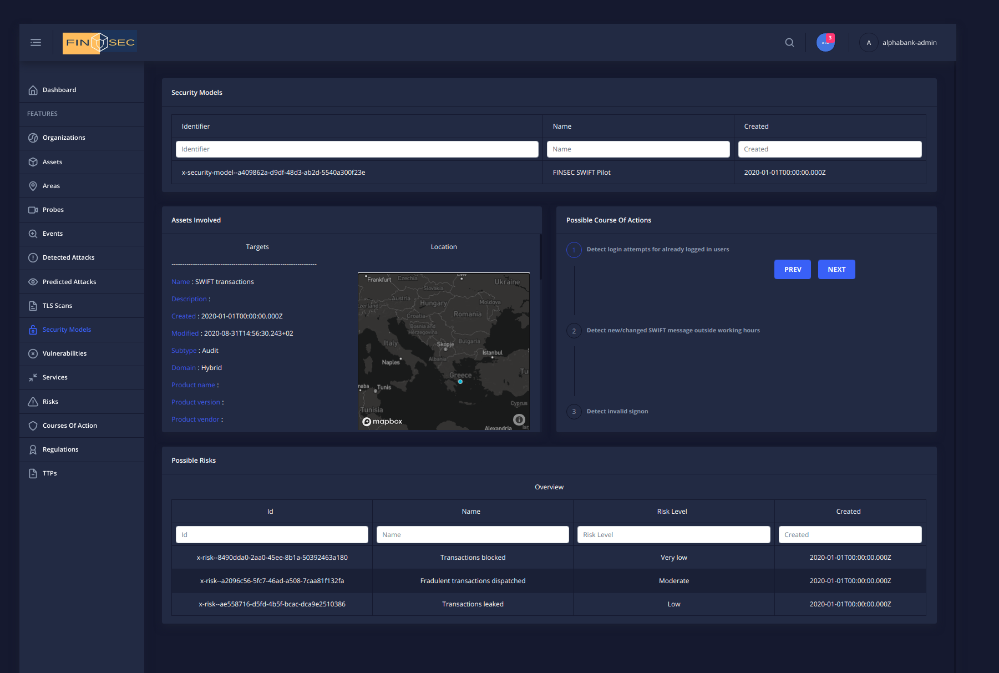 FINSEC
3
A
alphabank-admin
Dashboard
FEATURES
Organizations
Assets
Areas
Probes
Events
Detected Attacks
Predicted Attacks
TLS Scans
Security Models
Vulnerabilities
Services
Risks
Courses Of Action
Regulations
TTPs
Security Models
Identifier Name Created
Identifier Name Created
x-security-model--a409862a-d9df-48d3-ab2d-5540a300f23e FINSEC SWIFT Pilot 2020-01-01T00:00:00.000Z
Assets Involved
Targets Location
--------------------------------------------------------------------
Name : SWIFT transactions
Description :
Created : 2020-01-01T00:00:00.000Z
Modified : 2020-08-31T14:56:30.243+02
Subtype : Audit
Domain : Hybrid
Product name :
Product version :
Product vendor :
Frankfurt Czechia Lviv
Ukraine
Slovakia
zerland Austria Hungary Moldova
Croatia Romania
Bosnia and
Herzegovina
Italy Skopje Bulgaria
Albania Istanbul
Naples
Greece Tu
naba Tunis
Tunisia Cyprus
mapbox
Alexandria Isr
Possible Course Of Actions
1 Detect login attempts for already logged in users
PREV NEXT
2 Detect new/changed SWIFT message outside working hours
3 Detect invalid signon
Possible Risks
Overview
Id Name Risk Level Created
Id Name Risk Level Created
x-risk--8490dda0-2aa0-45ee-8b1a-50392463a180 Transactions blocked Very low 2020-01-01T00:00:00.000Z
x-risk--a2096c56-5fc7-46ad-a508-7caa81f132fa Fradulent transactions dispatched Moderate 2020-01-01T00:00:00.000Z
x-risk--ae558716-d5fd-4b5f-bcac-dca9e2510386 Transactions leaked Low 2020-01-01T00:00:00.000Z